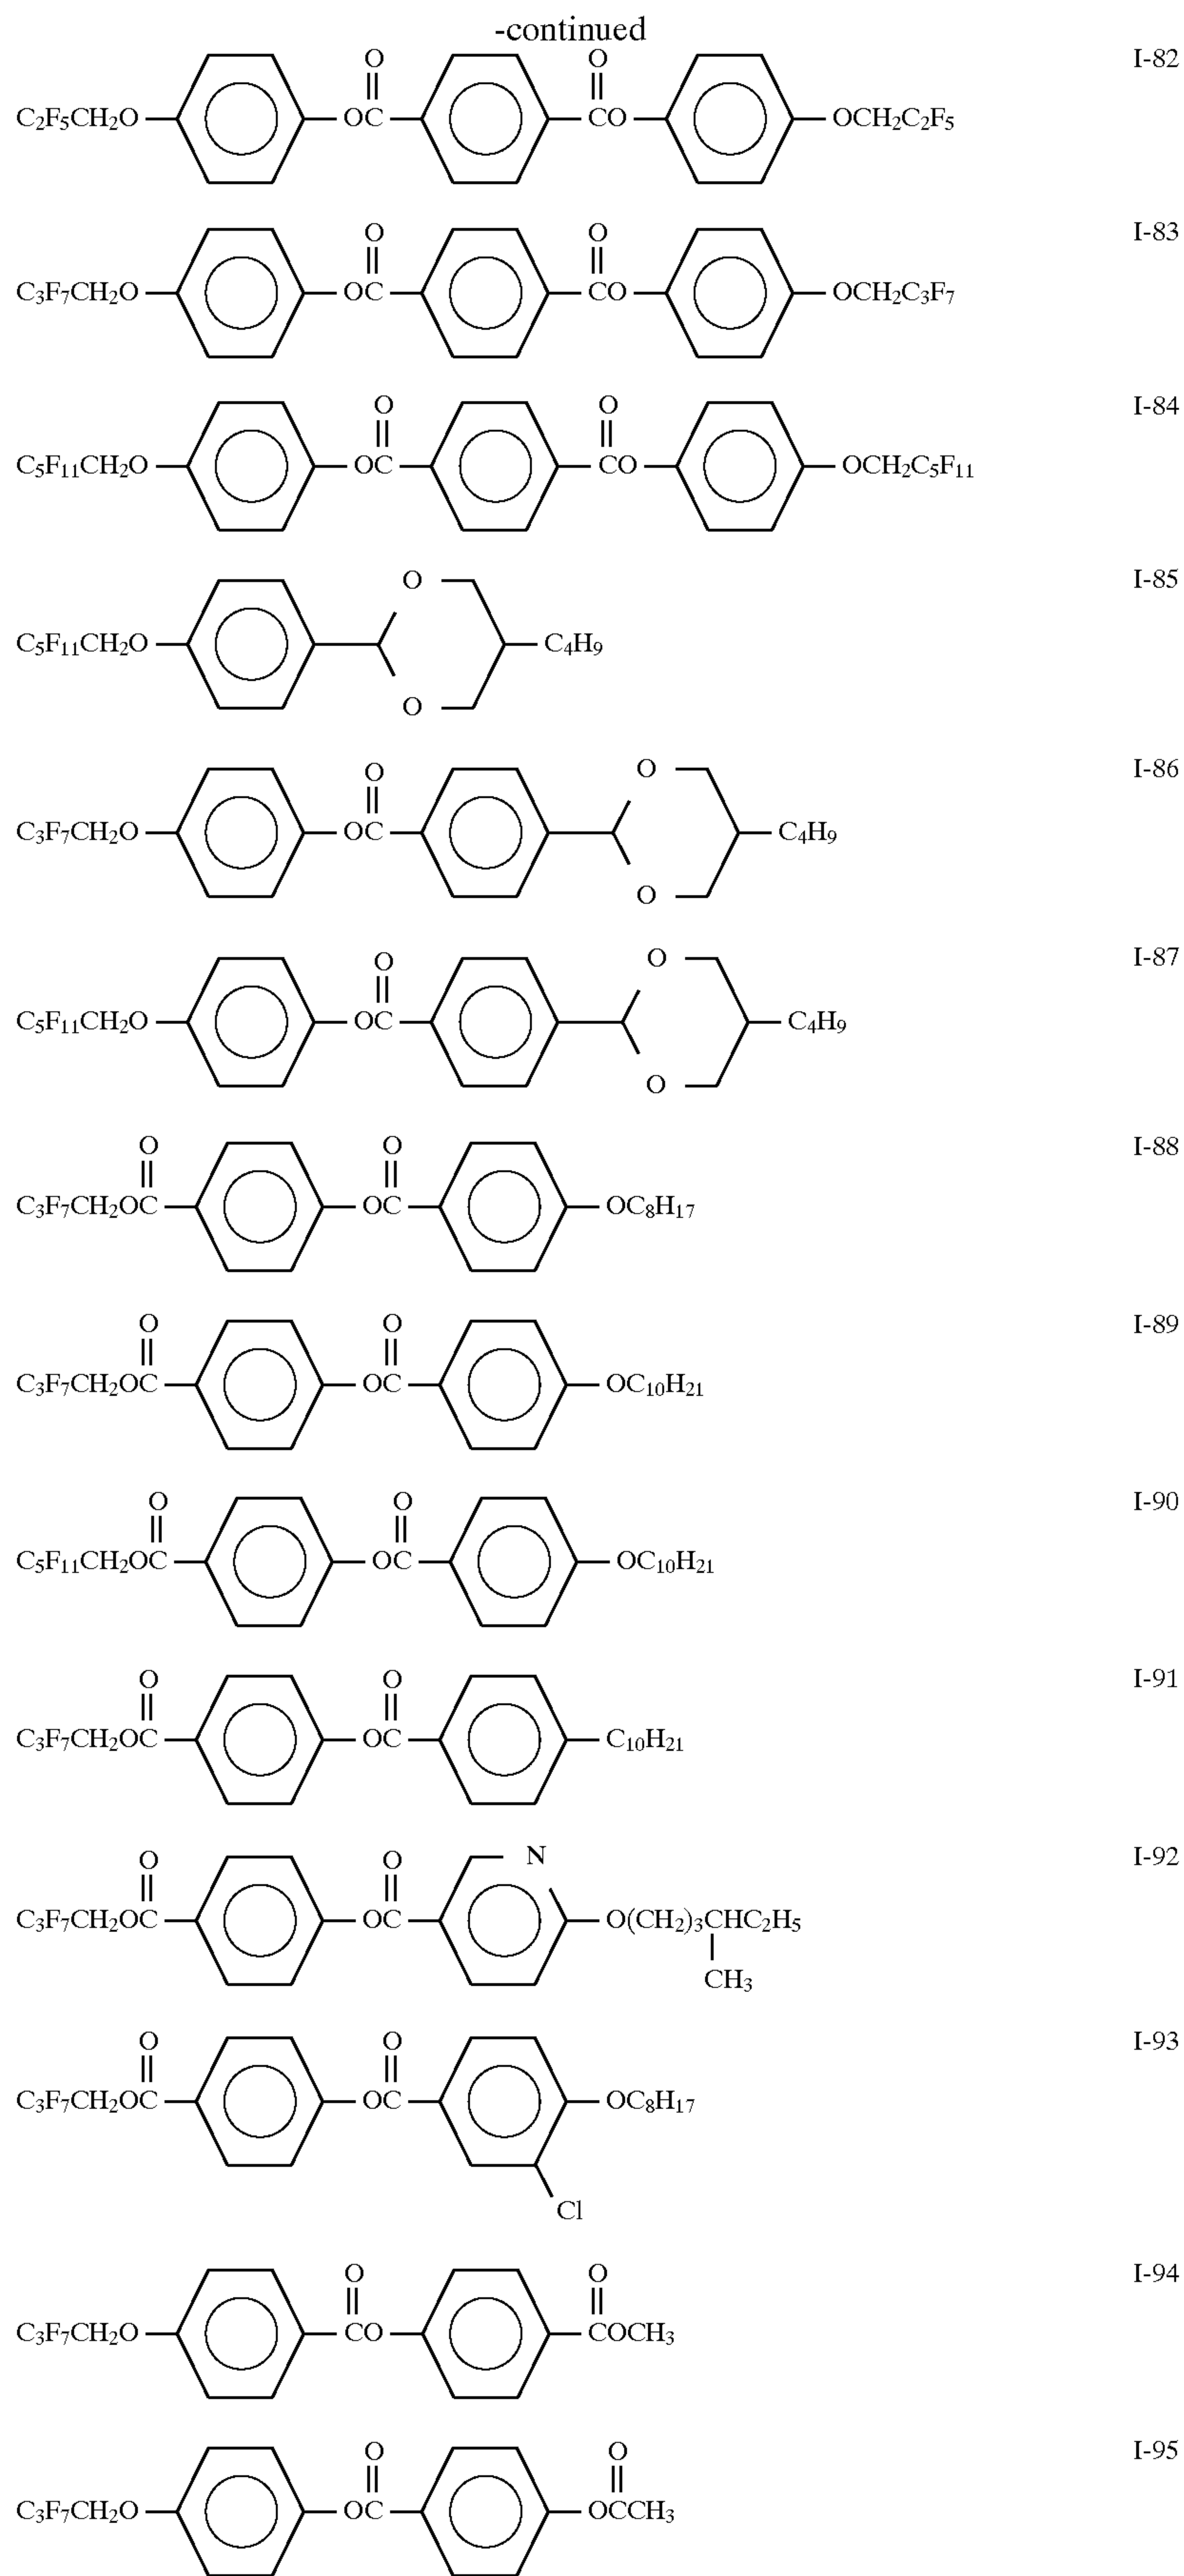 -continued
O O I-82
C2F5CH2O OC CO OCH2C2F5
O O I-83
C3F7CH2O OC CO OCH2C3F7
O O I-84
C5F11CH2O OC CO OCH2C5F11
O I-85
C5F11CH2O C4H9
O
O O I-86
C3F7CH2O OC C4H9
O
O O I-87
C5F11CH2O OC C4H9
O
O O I-88
C3F7CH2OC OC OC8H17
O O I-89
C3F7CH2OC OC OC10H21
O O I-90
C5F11CH2OC OC OC10H21
O O I-91
C3F7CH2OC OC C10H21
O O N I-92
C3F7CH2OC OC O(CH2)3CHC2H5
CH3
O O I-93
C3F7CH2OC OC OC8H17
Cl
O O I-94
C3F7CH2O CO COCH3
O O I-95
C3F7CH2O OC OCCH3